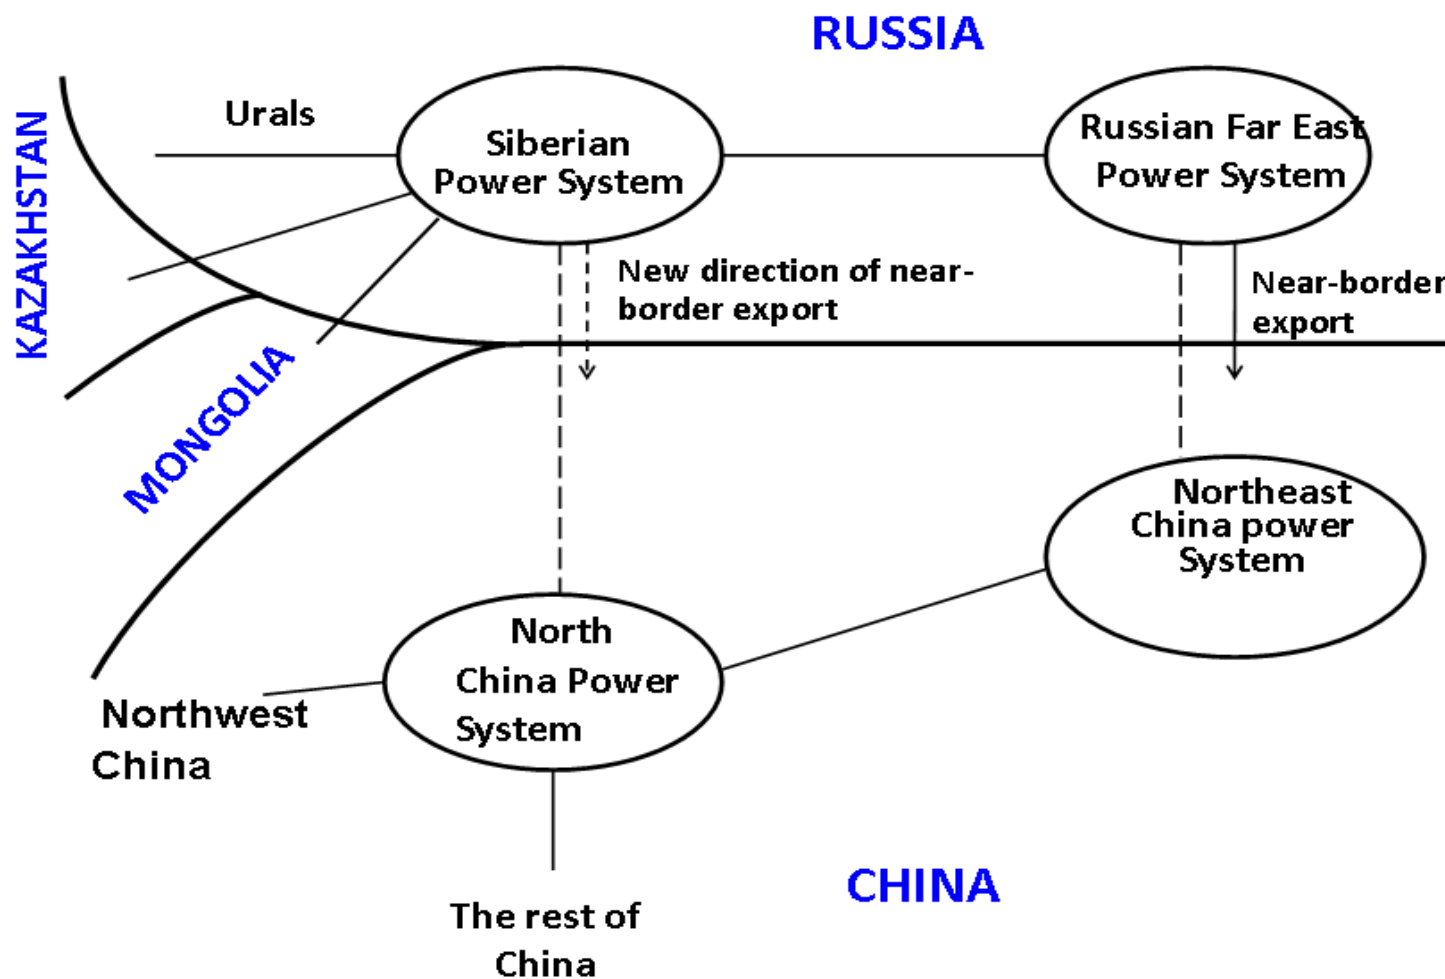 RUSSIA
KAZAKHSTAN
Urals
Siberian
Power System
Russian Far East
Power System
New direction of near-
border export
Near-border
export
MONGOLIA
Northeast
China power
System
North
China Power
System
Northwest
China
CHINA
The rest of
China